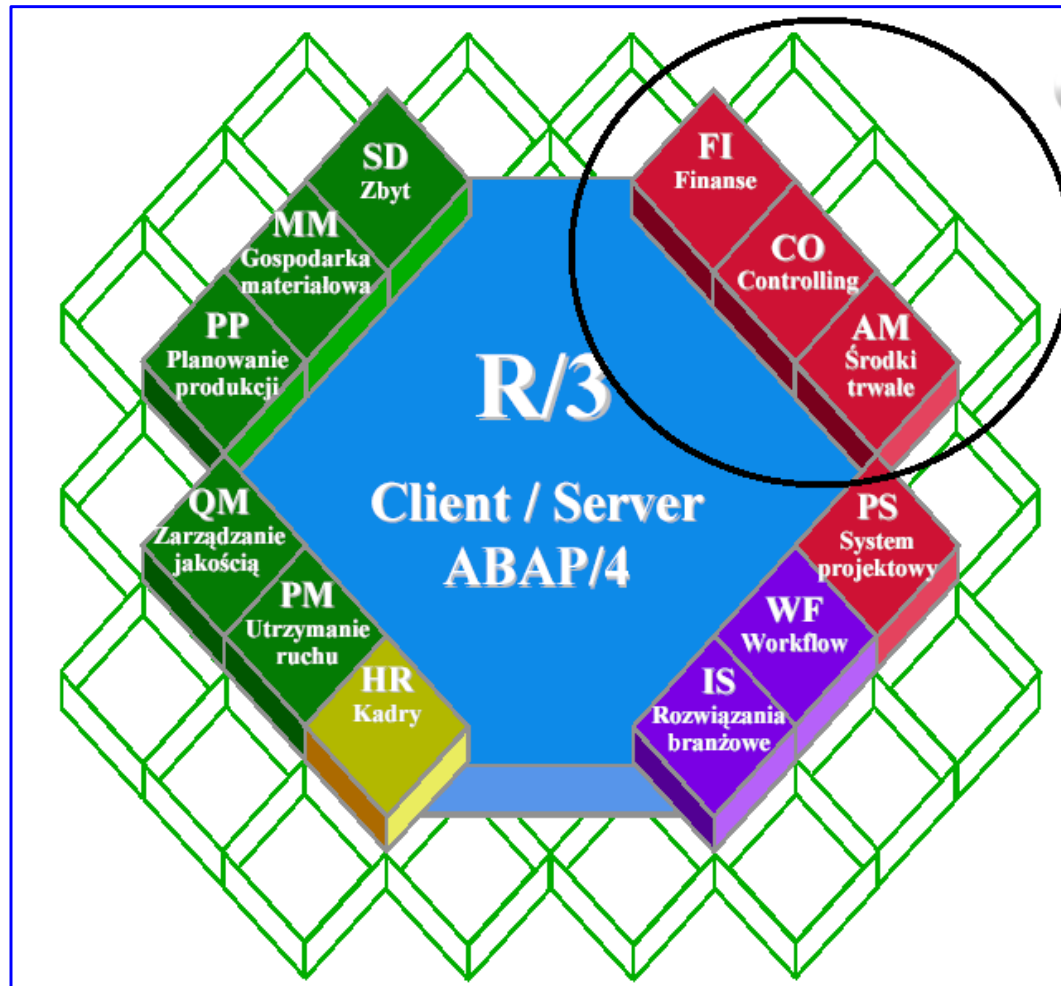 SD
Zbyt
MM
Gospodarka
materiałowa
PP
Planowanie
produkcji
QM
Zarządzanie
jakością
PM
Utrzymanie
ruchu
HR
Kadry
R/3
Client / Server
ABAP/4
FI
Finanse
CO
Controlling
AM
Środki
trwałe
PS
System
projektowy
WF
Workflow
IS
Rozwiązania
branżowe